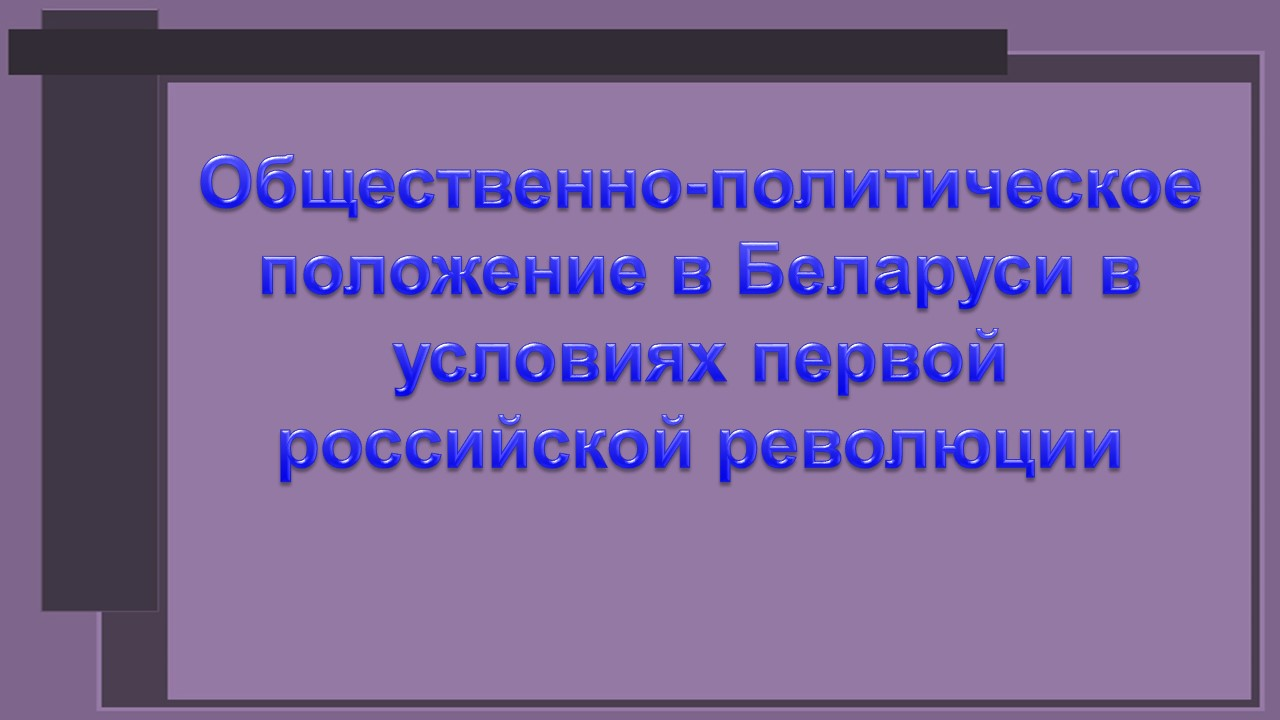 Общественно-политическое
положение в Беларуси в
условиях первой
российской революции